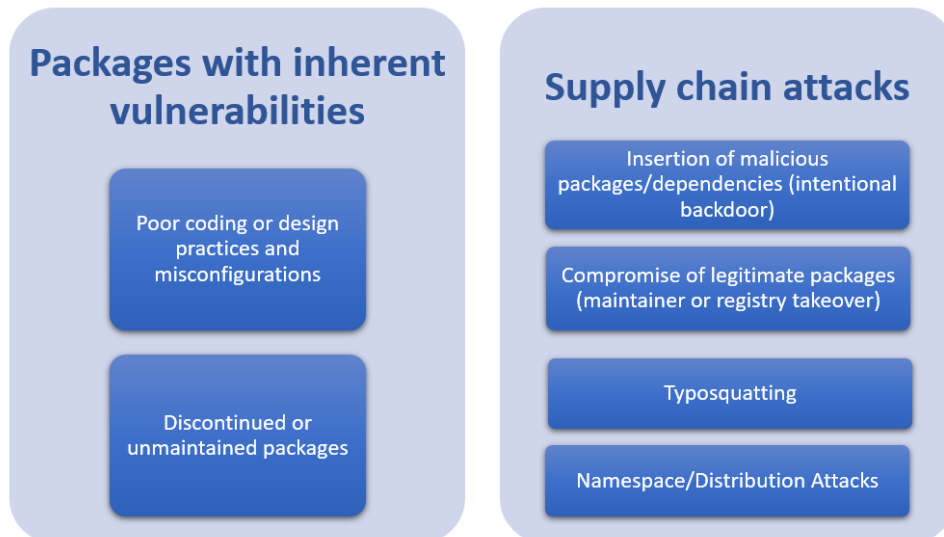 Packages with inherent
vulnerabilities
Poor coding or design
practices and
misconfigurations
Discontinued or
unmaintained packages
Supply chain attacks
Insertion of malicious
packages/dependencies (intentional
backdoor)
Compromise of legitimate packages
(maintainer or registry takeover)
Typosquatting
Namespace/Distribution Attacks